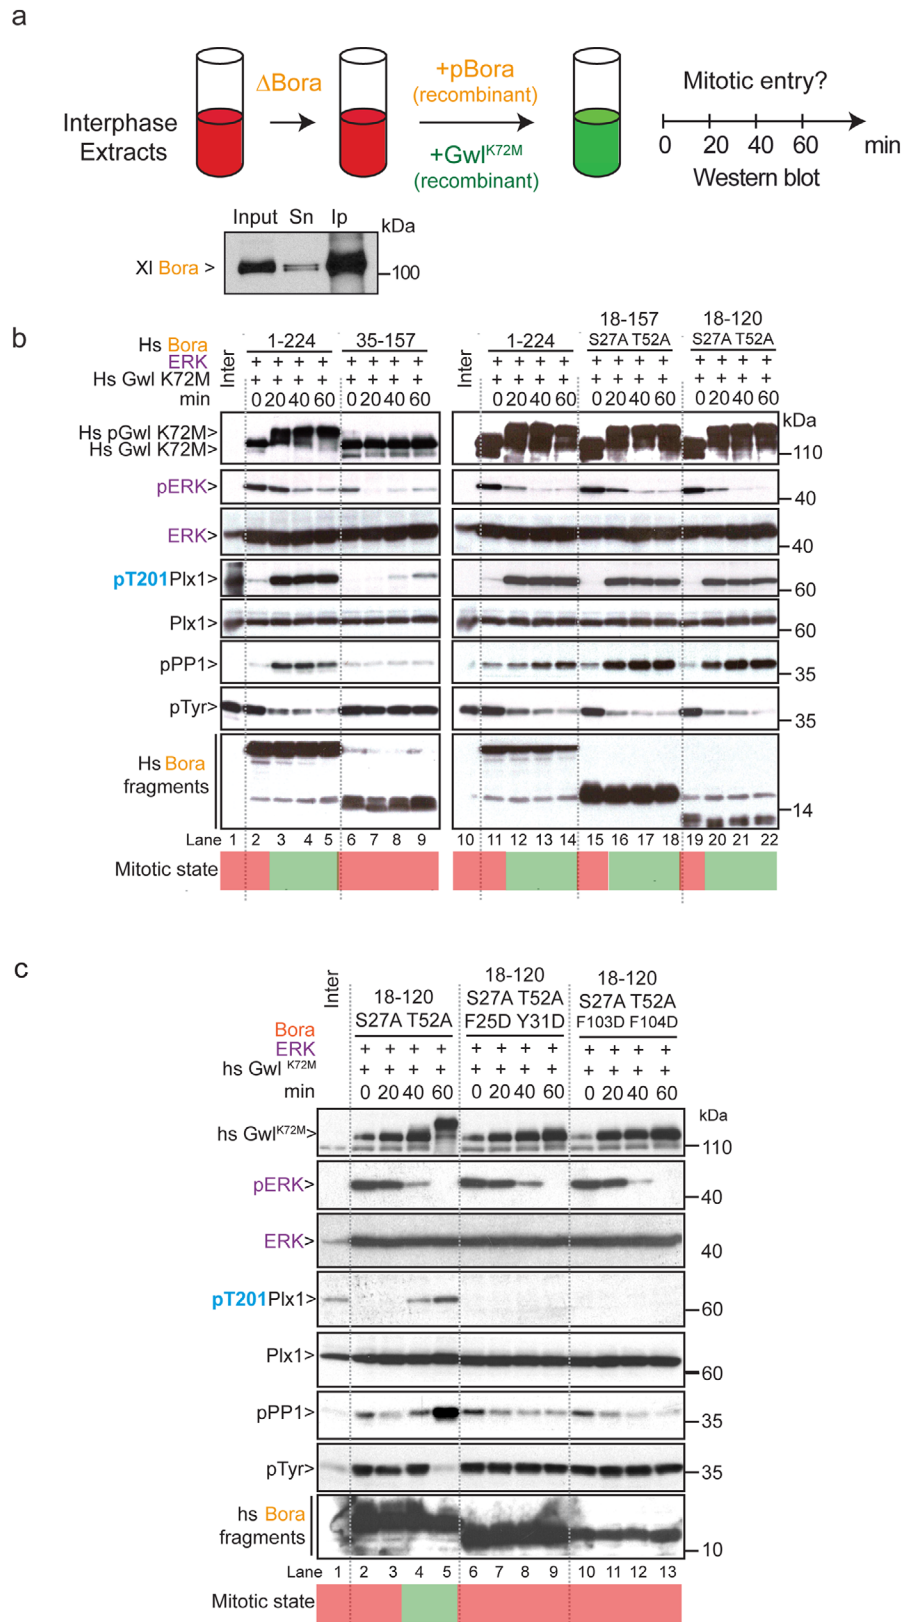 a
ΔBora
+pBora
(recombinant)
Mitotic entry?
Interphase
Extracts
+Gwl^K72M
(recombinant)
0 20 40 60 min
Western blot
Input Sn Ip
kDa
Xl Bora >
100
b
Hs Bora
1-224 35-157
1-224
18-157
S27A T52A
18-120
S27A T52A
ERK + + + + + + + + + + + + + + + + + + + +
Hs Gwl K72M + + + + + + + + + + + + + + + + + + + +
Inter
Inter
min 0 20 40 60 0 20 40 60 0 20 40 60 0 20 40 60 0 20 40 60
kDa
Hs pGwl K72M>
Hs Gwl K72M>
110
pERK>
40
ERK>
40
pT201Plx1>
60
Plx1>
60
pPP1>
35
pTyr>
35
Hs Bora
fragments
14
Lane 1 2 3 4 5 6 7 8 9 10 11 12 13 14 15 16 17 18 19 20 21 22
Mitotic state
c
Inter
18-120
S27A T52A
18-120
S27A T52A
F25D Y31D
18-120
S27A T52A
F103D F104D
Bora
ERK + + + + + + + + + + + +
hs Gwl K72M + + + + + + + + + + + +
min 0 20 40 60 0 20 40 60 0 20 40 60
kDa
hs Gwl^K72M>
110
pERK>
40
ERK>
40
pT201Plx1>
60
Plx1>
60
pPP1>
35
pTyr>
35
hs Bora
fragments
10
Lane 1 2 3 4 5 6 7 8 9 10 11 12 13
Mitotic state